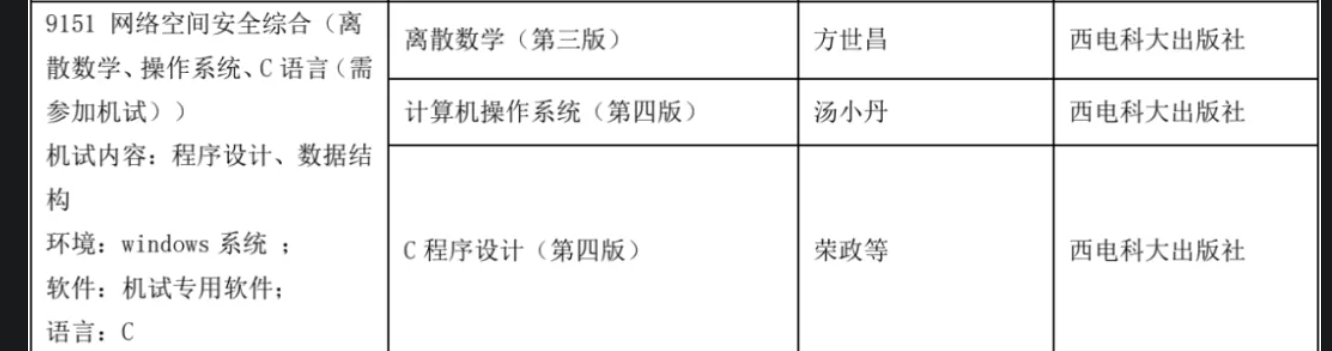 9151 网络空间安全综合（离
散数学、操作系统、C 语言（需
参加机试））
机试内容：程序设计、数据结
构
环境：windows 系统 ；
软件：机试专用软件；
语言：C
离散数学（第三版）
方世昌
西电科大出版社
计算机操作系统（第四版）
汤小丹
西电科大出版社
C 程序设计（第四版）
荣政等
西电科大出版社